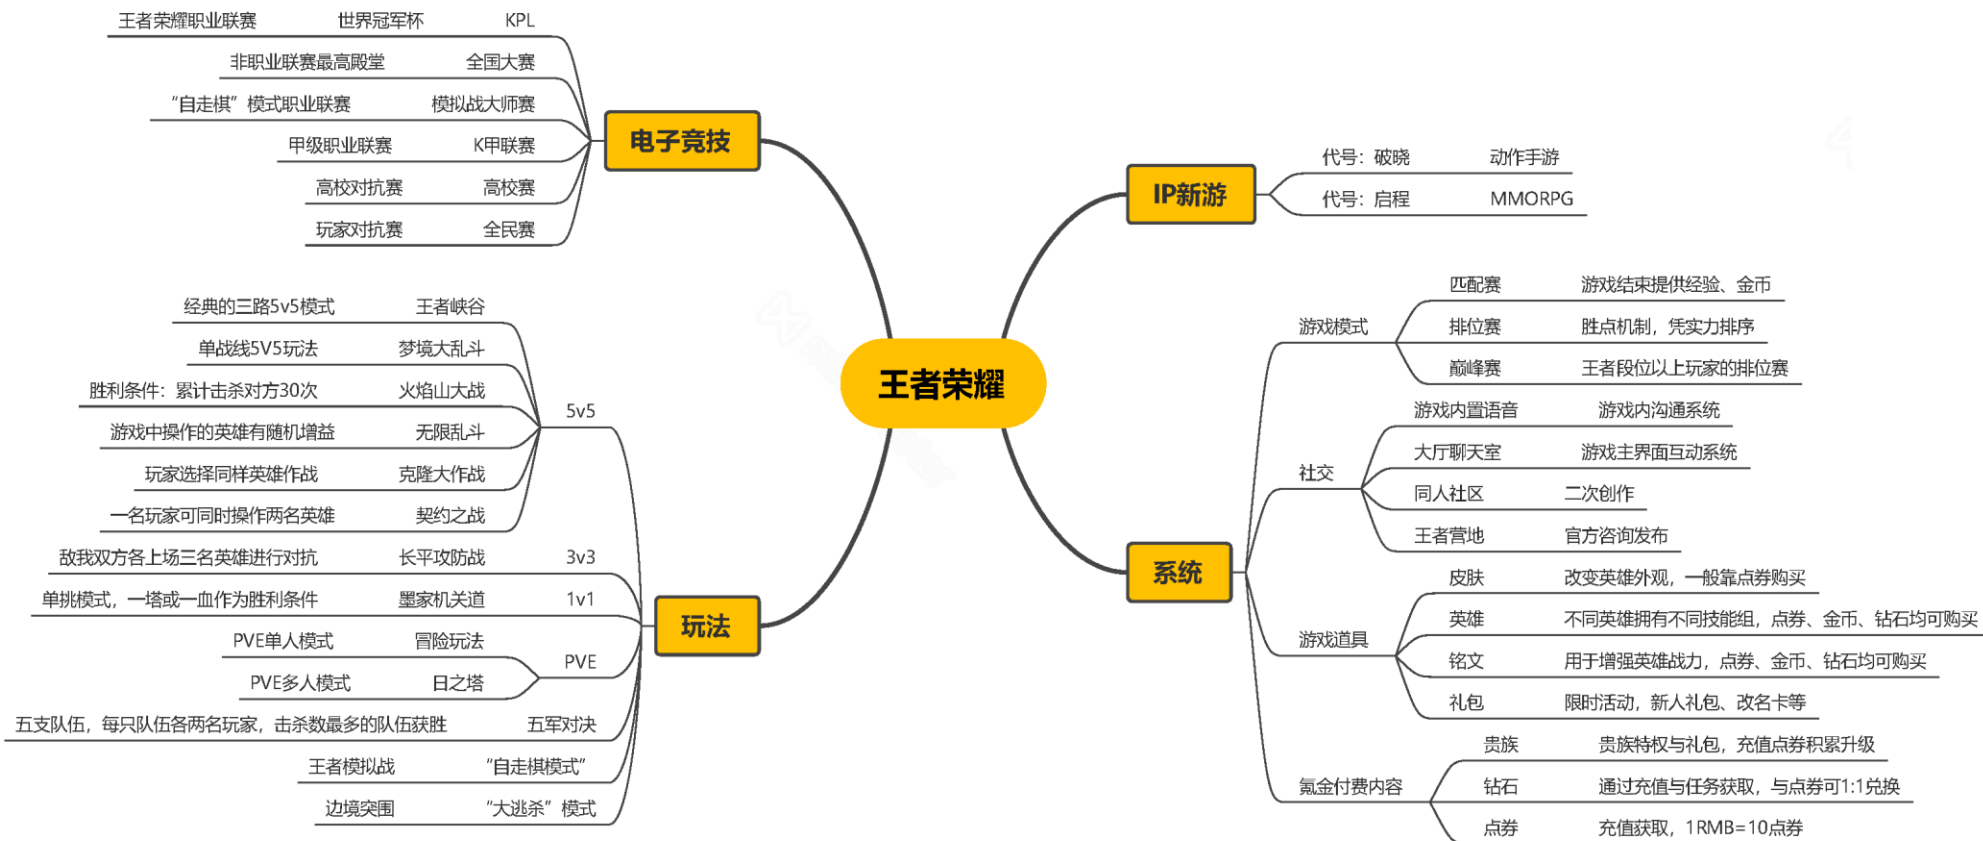 王者荣耀
电子竞技
王者荣耀职业联赛 世界冠军杯 KPL
非职业联赛最高殿堂 全国大赛
“自走棋”模式职业联赛 模拟战大师赛
甲级职业联赛 K甲联赛
高校对抗赛 高校赛
玩家对抗赛 全民赛
玩法
经典的三路5v5模式 王者峡谷
单战线5V5玩法 梦境大乱斗
胜利条件：累计击杀对方30次 火焰山大战
5v5
游戏中操作的英雄有随机增益 无限乱斗
玩家选择同样英雄作战 克隆大作战
一名玩家可同时操作两名英雄 契约之战
敌我双方各上场三名英雄进行对抗 长平攻防战 3v3
单挑模式，一塔或一血作为胜利条件 墨家机关道 1v1
PVE单人模式 冒险玩法
PVE
PVE多人模式 日之塔
五支队伍，每只队伍各两名玩家，击杀数最多的队伍获胜 五军对决
王者模拟战 “自走棋模式”
边境突围 “大逃杀”模式
IP新游
代号：破晓 动作手游
代号：启程 MMORPG
系统
游戏模式
匹配赛 游戏结束提供经验、金币
排位赛 胜点机制，凭实力排序
巅峰赛 王者段位以上玩家的排位赛
社交
游戏内置语音 游戏内沟通系统
大厅聊天室 游戏主界面互动系统
同人社区 二次创作
王者营地 官方咨询发布
游戏道具
皮肤 改变英雄外观，一般靠点券购买
英雄 不同英雄拥有不同技能组，点券、金币、钻石均可购买
铭文 用于增强英雄战力，点券、金币、钻石均可购买
礼包 限时活动，新人礼包、改名卡等
氪金付费内容
贵族 贵族特权与礼包，充值点券积累升级
钻石 通过充值与任务获取，与点券可1:1兑换
点券 充值获取，1RMB=10点券